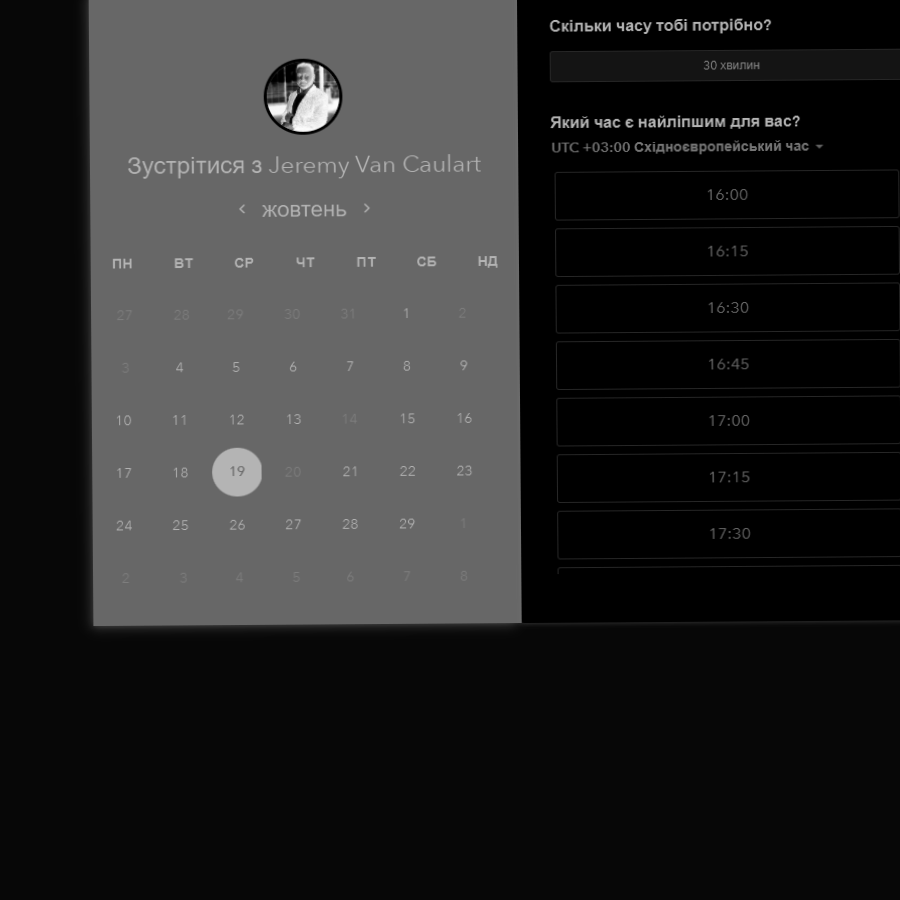 Зустрітися з Jeremy Van Caulart
жовтень
ПН ВТ СР ЧТ ПТ СБ НД
27 28 29 30 31 1 2
3 4 5 6 7 8 9
10 11 12 13 14 15 16
17 18 19 20 21 22 23
24 25 26 27 28 29 1
2 3 4 5 6 7 8
Скільки часу тобі потрібно?
30 хвилин
Який час є найліпшим для вас?
UTC +03:00 Східноєвропейський час
16:00
16:15
16:30
16:45
17:00
17:15
17:30